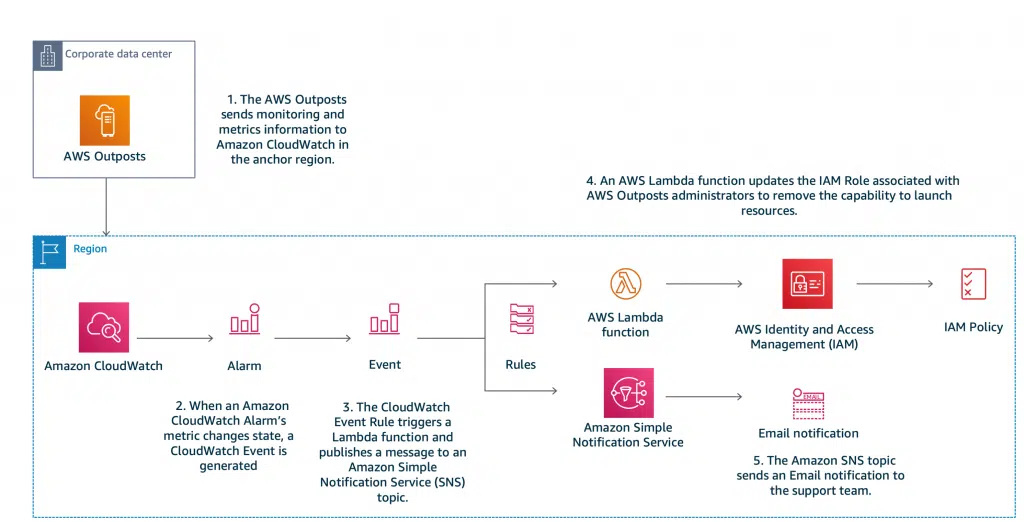 Corporate data center
AWS Outposts
1. The AWS Outposts
sends monitoring and
metrics information to
Amazon CloudWatch in
the anchor region.
4. An AWS Lambda function updates the IAM Role associated with
AWS Outposts administrators to remove the capability to launch
resources.
Region
Amazon CloudWatch
Alarm
Event
Rules
AWS Lambda
function
AWS Identity and Access
Management (IAM)
IAM Policy
2. When an Amazon
CloudWatch Alarm's
metric changes state, a
CloudWatch Event is
generated
3. The CloudWatch
Event Rule triggers a
Lambda function and
publishes a message to an
Amazon Simple
Notification Service (SNS)
topic.
Amazon Simple
Notification Service
EMAIL
Email notification
5. The Amazon SNS topic
sends an Email notification to
the support team.